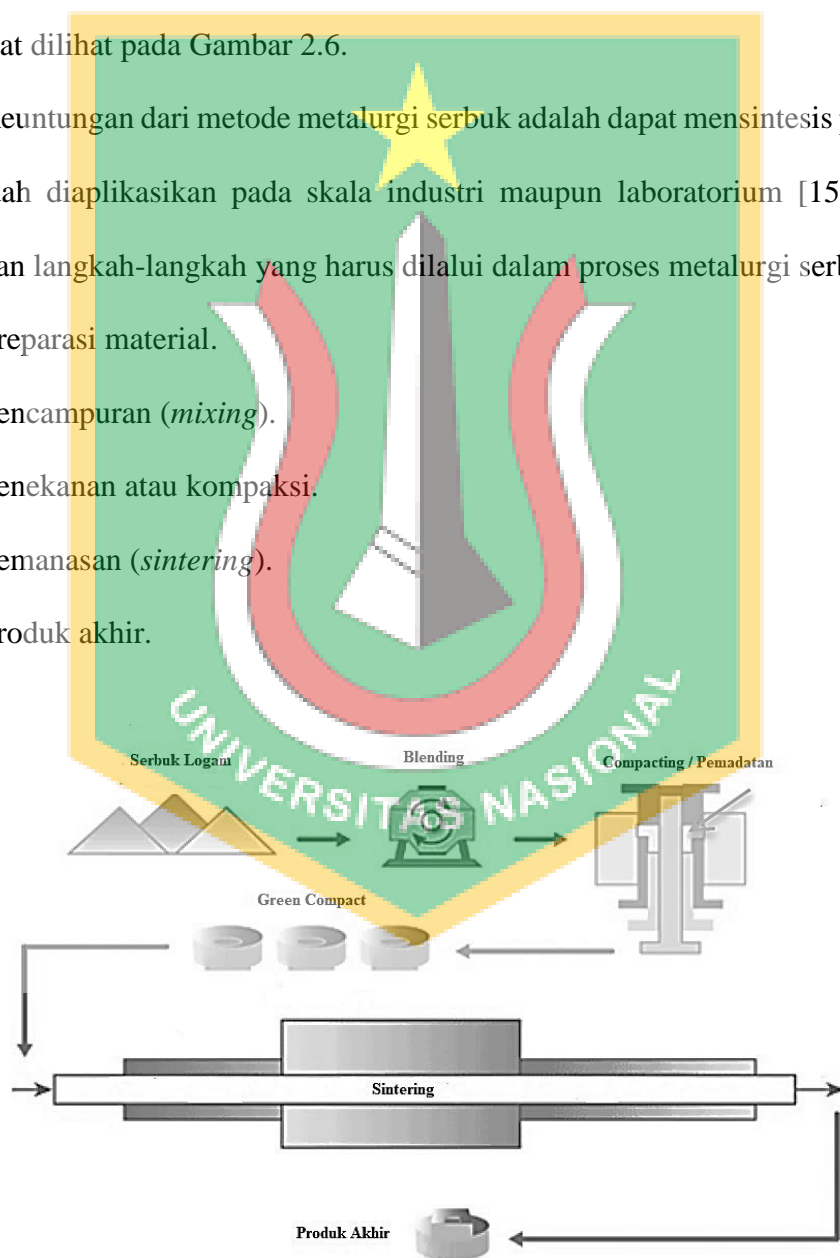 at dilihat pada Gambar 2.6.
euntungan dari metode metalurgi serbuk adalah dapat mensintesis
ah diaplikasikan pada skala industri maupun laboratorium [15
an langkah-langkah yang harus dilalui dalam proses metalurgi serb
reparasi material.
encampuran (mixing).
enekanan atau kompaksi.
emanasan (sintering).
roduk akhir.
UNIVERSITAS NASIONAL
Serbuk Logam Blending Compacting / Pemadatan
Green Compact
Sintering
Produk Akhir